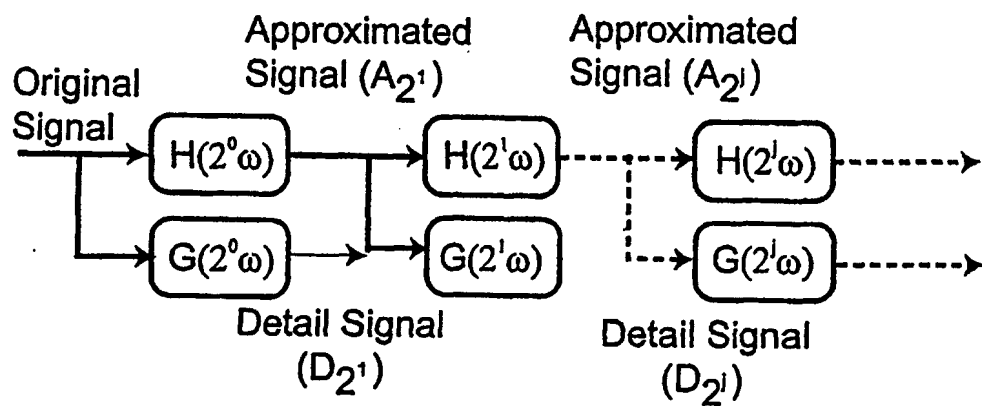 Approximated
Signal (A₂¹)
Approximated
Signal (A₂ʲ)
Original
Signal
H(2⁰ω)
H(2¹ω)
H(2ʲω)
G(2⁰ω)
G(2¹ω)
G(2ʲω)
Detail Signal
(D₂¹)
Detail Signal
(D₂ʲ)